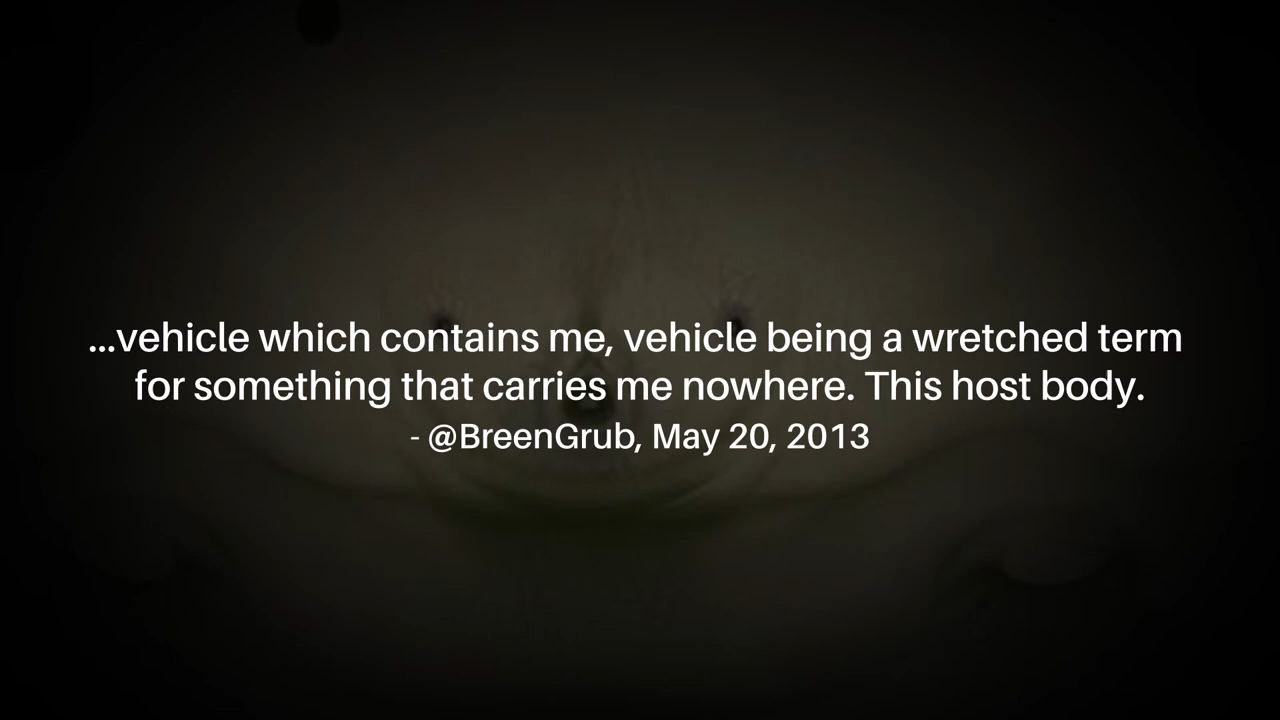 ...vehicle which contains me, vehicle being a wretched term
for something that carries me nowhere. This host body.
- @BreenGrub, May 20, 2013